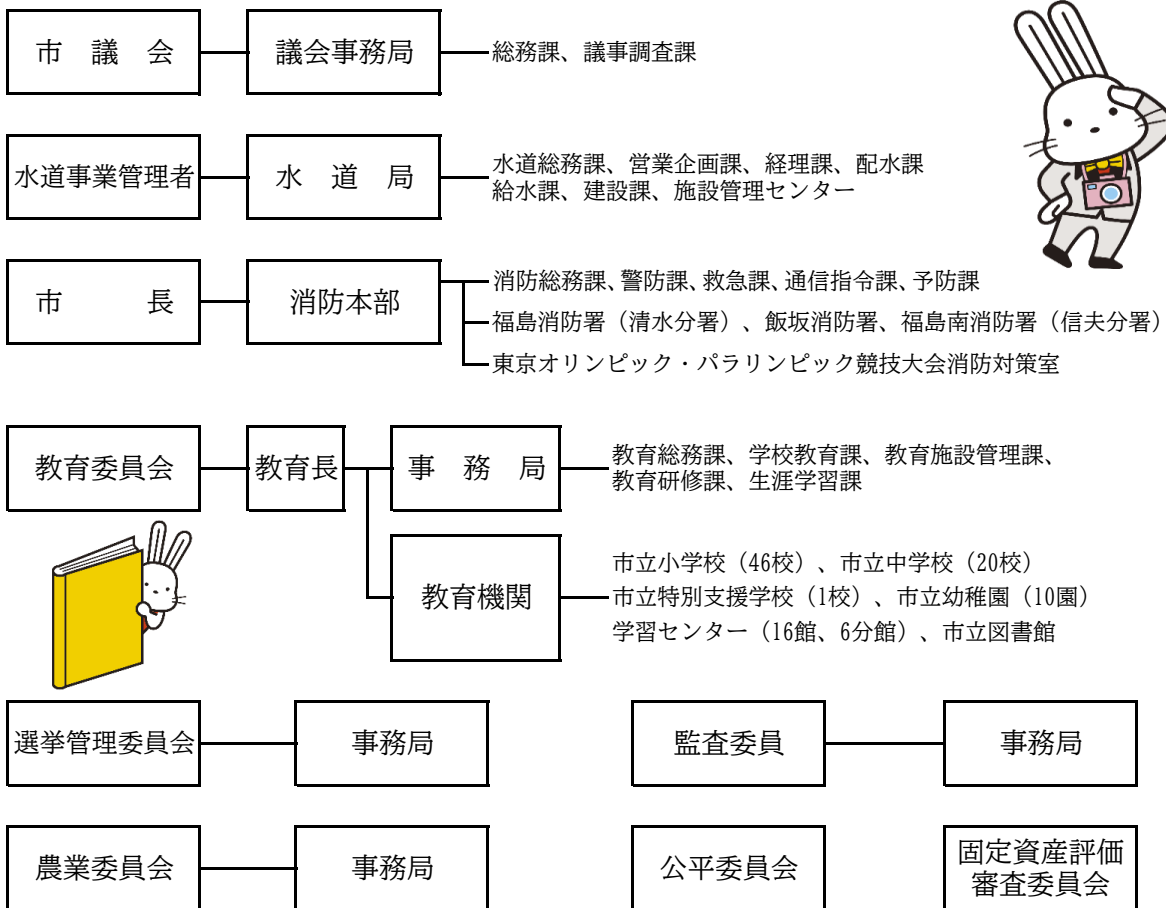 市議会 議会事務局 総務課、議事調査課
水道事業管理者 水道局 水道総務課、営業企画課、経理課、配水課
給水課、建設課、施設管理センター
市長 消防本部 消防総務課、警防課、救急課、通信指令課、予防課
福島消防署（清水分署）、飯坂消防署、福島南消防署（信夫分署）
東京オリンピック・パラリンピック競技大会消防対策室
教育委員会 教育長 事務局 教育総務課、学校教育課、教育施設管理課、
教育研修課、生涯学習課
教育機関 市立小学校（46校）、市立中学校（20校）
市立特別支援学校（1校）、市立幼稚園（10園）
学習センター（16館、6分館）、市立図書館
選挙管理委員会 事務局 監査委員 事務局
農業委員会 事務局 公平委員会 固定資産評価
審査委員会